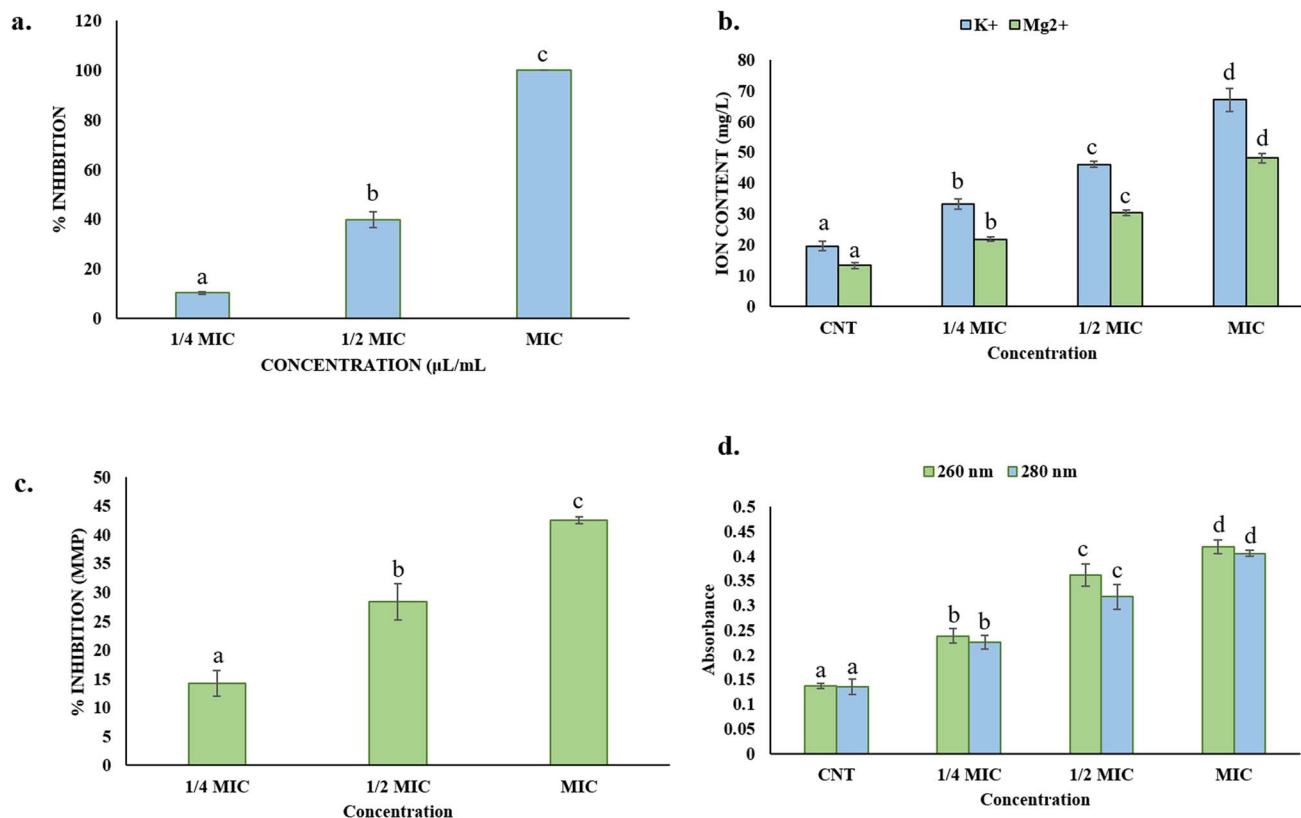 a.
120
100
80
60
40
20
0
% INHIBITION
a
b
c
1/4 MIC 1/2 MIC MIC
CONCENTRATION (µL/mL
b.
K+ Mg2+
80
70
60
50
40
30
20
10
0
ION CONTENT (mg/L)
a a
b b
c c
d d
CNT 1/4 MIC 1/2 MIC MIC
Concentration
c.
50
45
40
35
30
25
20
15
10
5
0
% INHIBITION (MMP)
a
b
c
1/4 MIC 1/2 MIC MIC
Concentration
d.
260 nm 280 nm
0.5
0.45
0.4
0.35
0.3
0.25
0.2
0.15
0.1
0.05
0
Absorbance
a a
b b
c c
d d
CNT 1/4 MIC 1/2 MIC MIC
Concentration